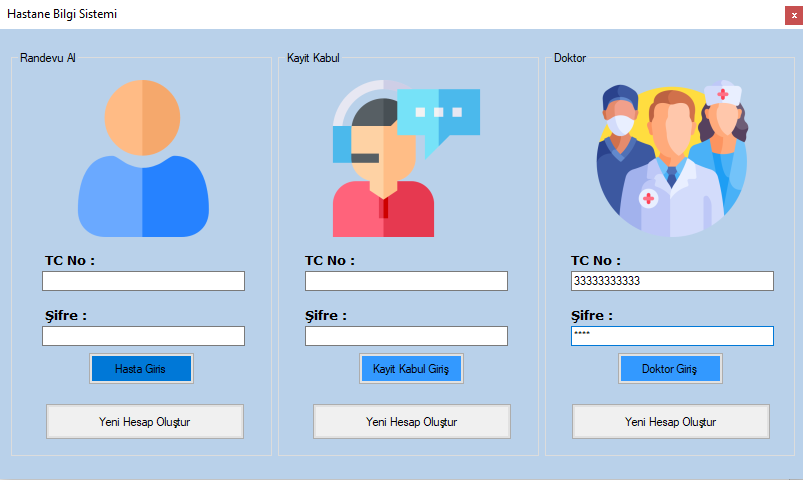 Hastane Bilgi Sistemi
x
Randevu Al
TC No :
Şifre :
Hasta Giris
Yeni Hesap Oluştur
Kayit Kabul
TC No :
Şifre :
Kayit Kabul Giriş
Yeni Hesap Oluştur
Doktor
TC No :
33333333333
Şifre :
****
Doktor Giriş
Yeni Hesap Oluştur